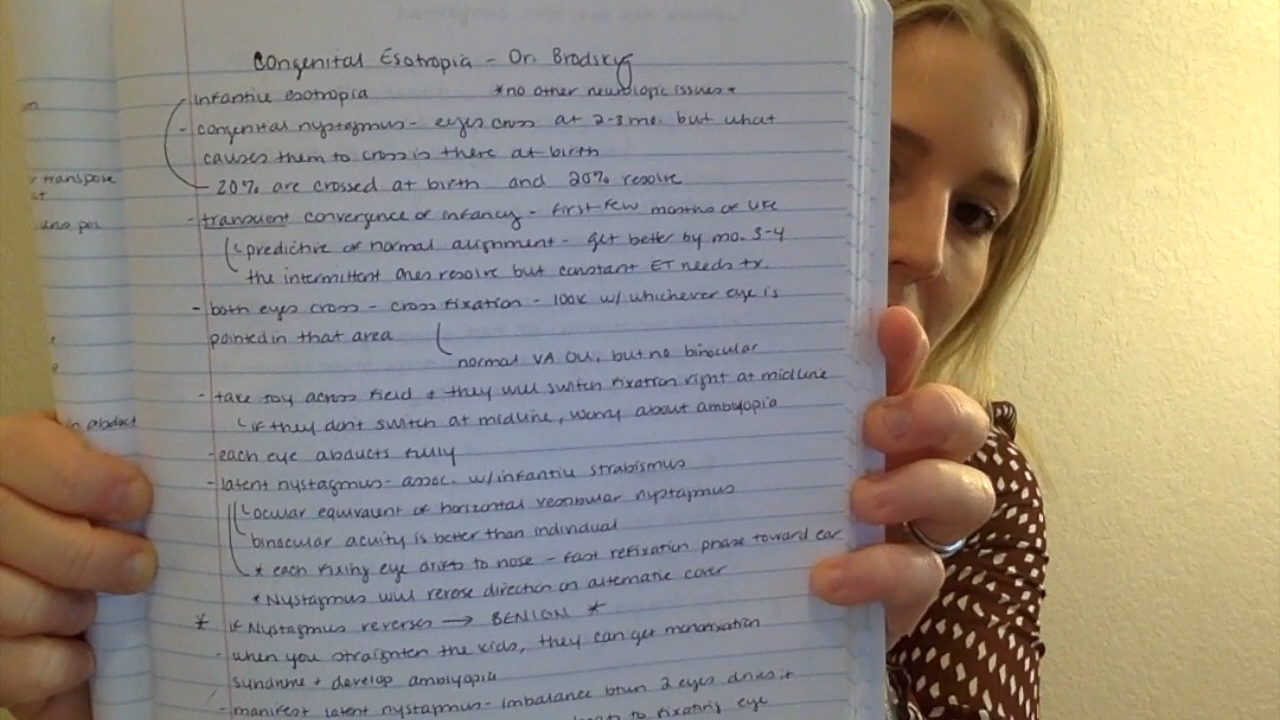 Congenital Esotropia - Dr. Brodsky
- infantile esotropia *no other neurologic issues*
- congenital nystagmus - eyes cross at 2-3 mo. but what
causes them to cross is there at birth
- 20% are crossed at birth and 20% resolve
- transient convergence of infancy - first few months of life
predictive of normal alignment - get better by mo. 3-4
the intermittent ones resolve but constant ET needs tx.
- both eyes cross - cross fixation - look w/ whichever eye is
pointed in that area
normal VA OU, but no binocular
- take toy across field & they will switch fixation right at midline
if they don't switch at midline, worry about ambyopia
- each eye abducts fully
- latent nystagmus - assoc. w/ infantile strabismus
ocular equivalent of horizontal vestibular nystagmus
binocular acuity is better than individual
* each fixing eye drifts to nose - fast refixation phase toward ear
* Nystagmus will reverse direction on alternate cover
* if Nystagmus reverses → BENIGN *
- when you straighten the kids, they can get monofixation
syndrome + develop amblyopia
- manifest latent nystagmus - imbalance btwn 2 eyes drives it
to fixating eye
transpose
in abduct